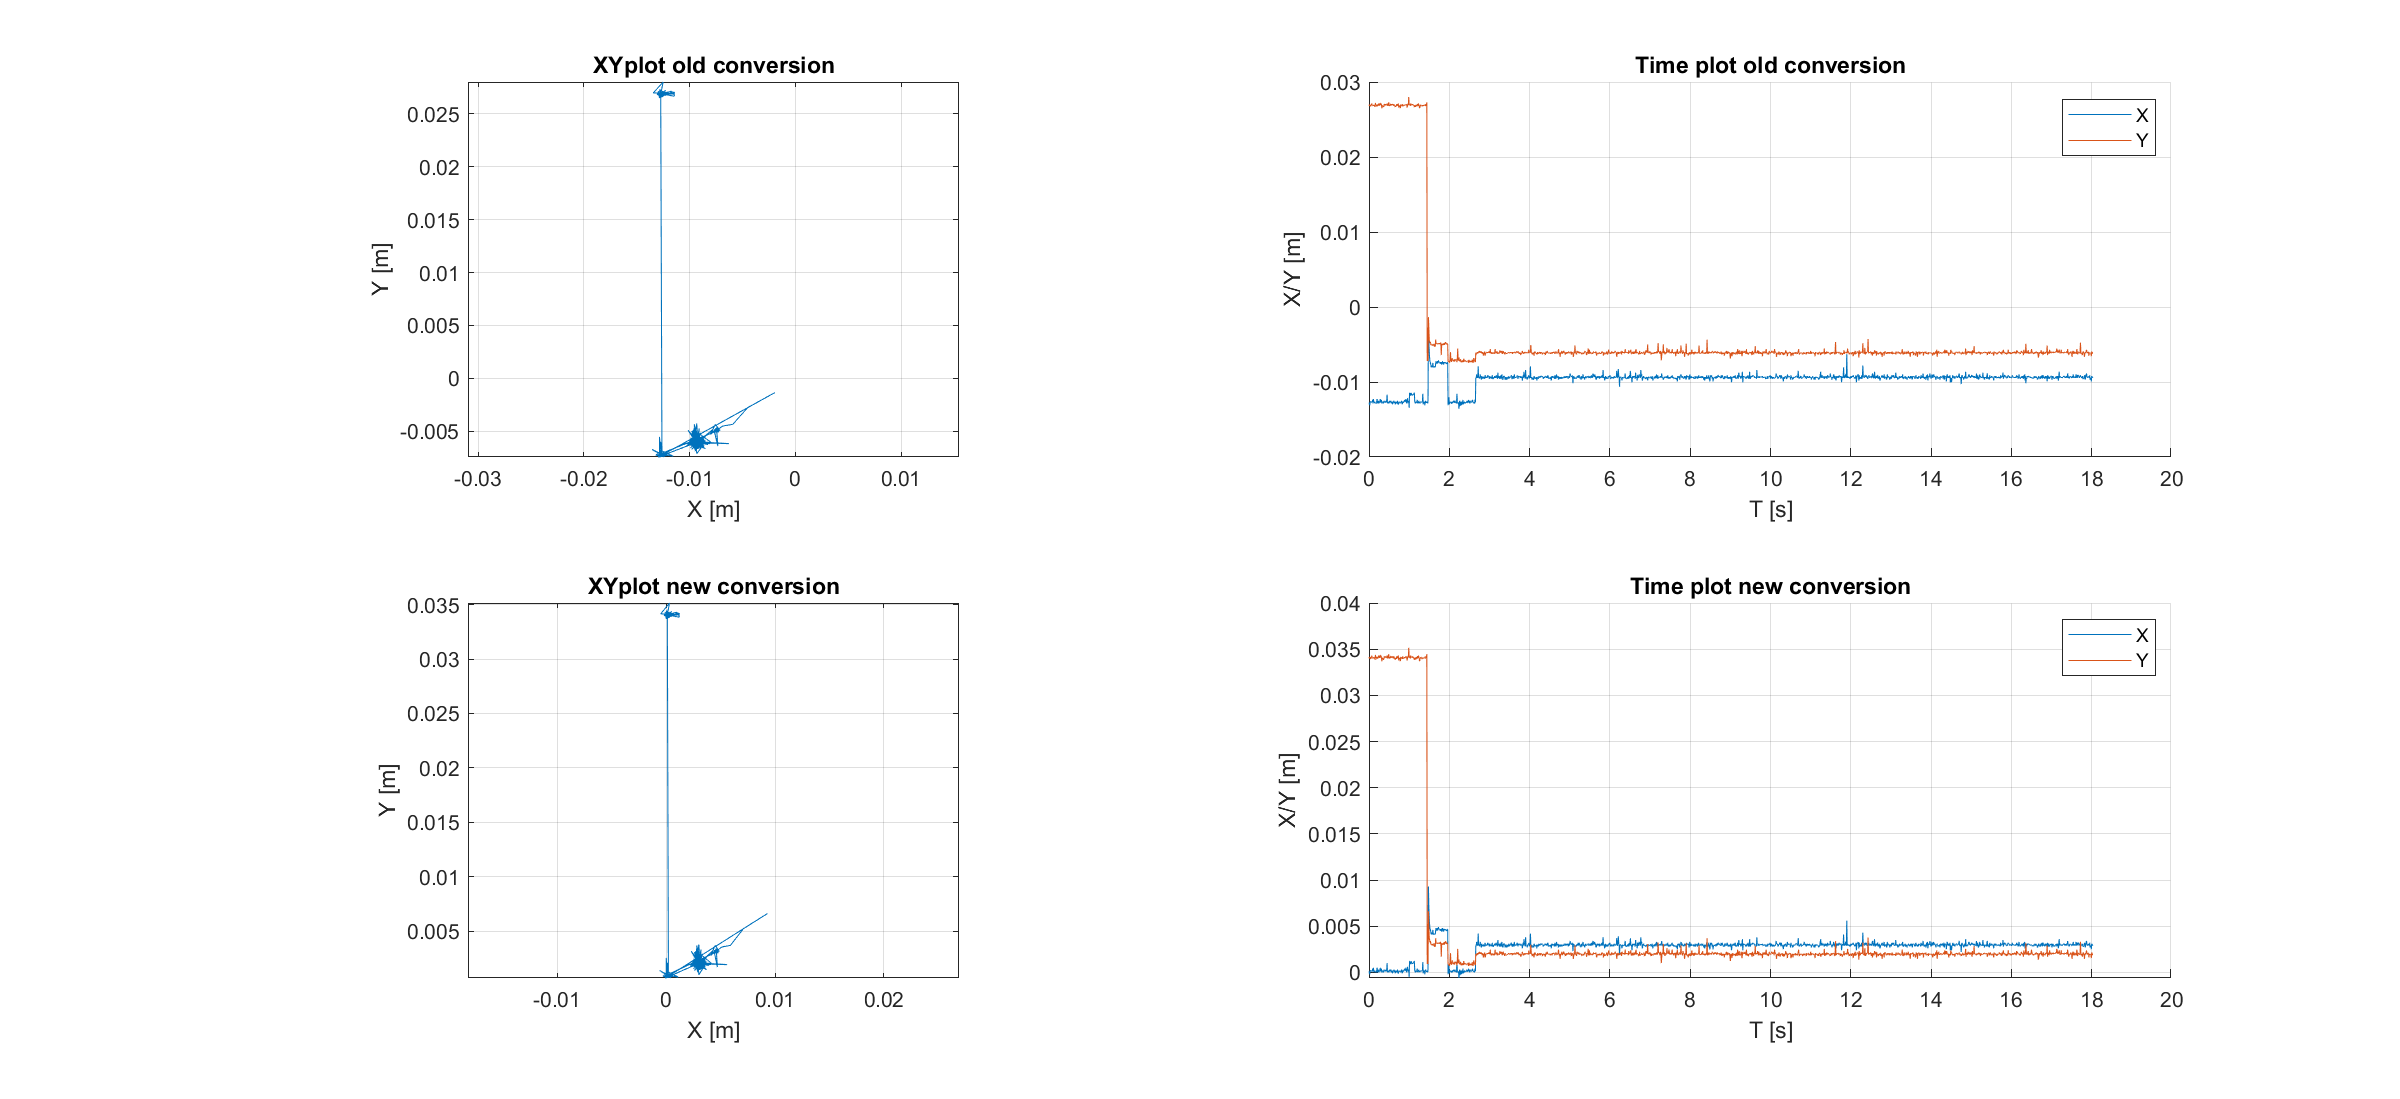 XYplot old conversion
0.025
0.02
0.015
0.01
0.005
0
-0.005
Y [m]
-0.03 -0.02 -0.01 0 0.01
X [m]
Time plot old conversion
0.03
0.02
0.01
0
-0.01
-0.02
X/Y [m]
X
Y
0 2 4 6 8 10 12 14 16 18 20
T [s]
XYplot new conversion
0.035
0.03
0.025
0.02
0.015
0.01
0.005
Y [m]
-0.01 0 0.01 0.02
X [m]
Time plot new conversion
0.04
0.035
0.03
0.025
0.02
0.015
0.01
0.005
0
X/Y [m]
X
Y
0 2 4 6 8 10 12 14 16 18 20
T [s]